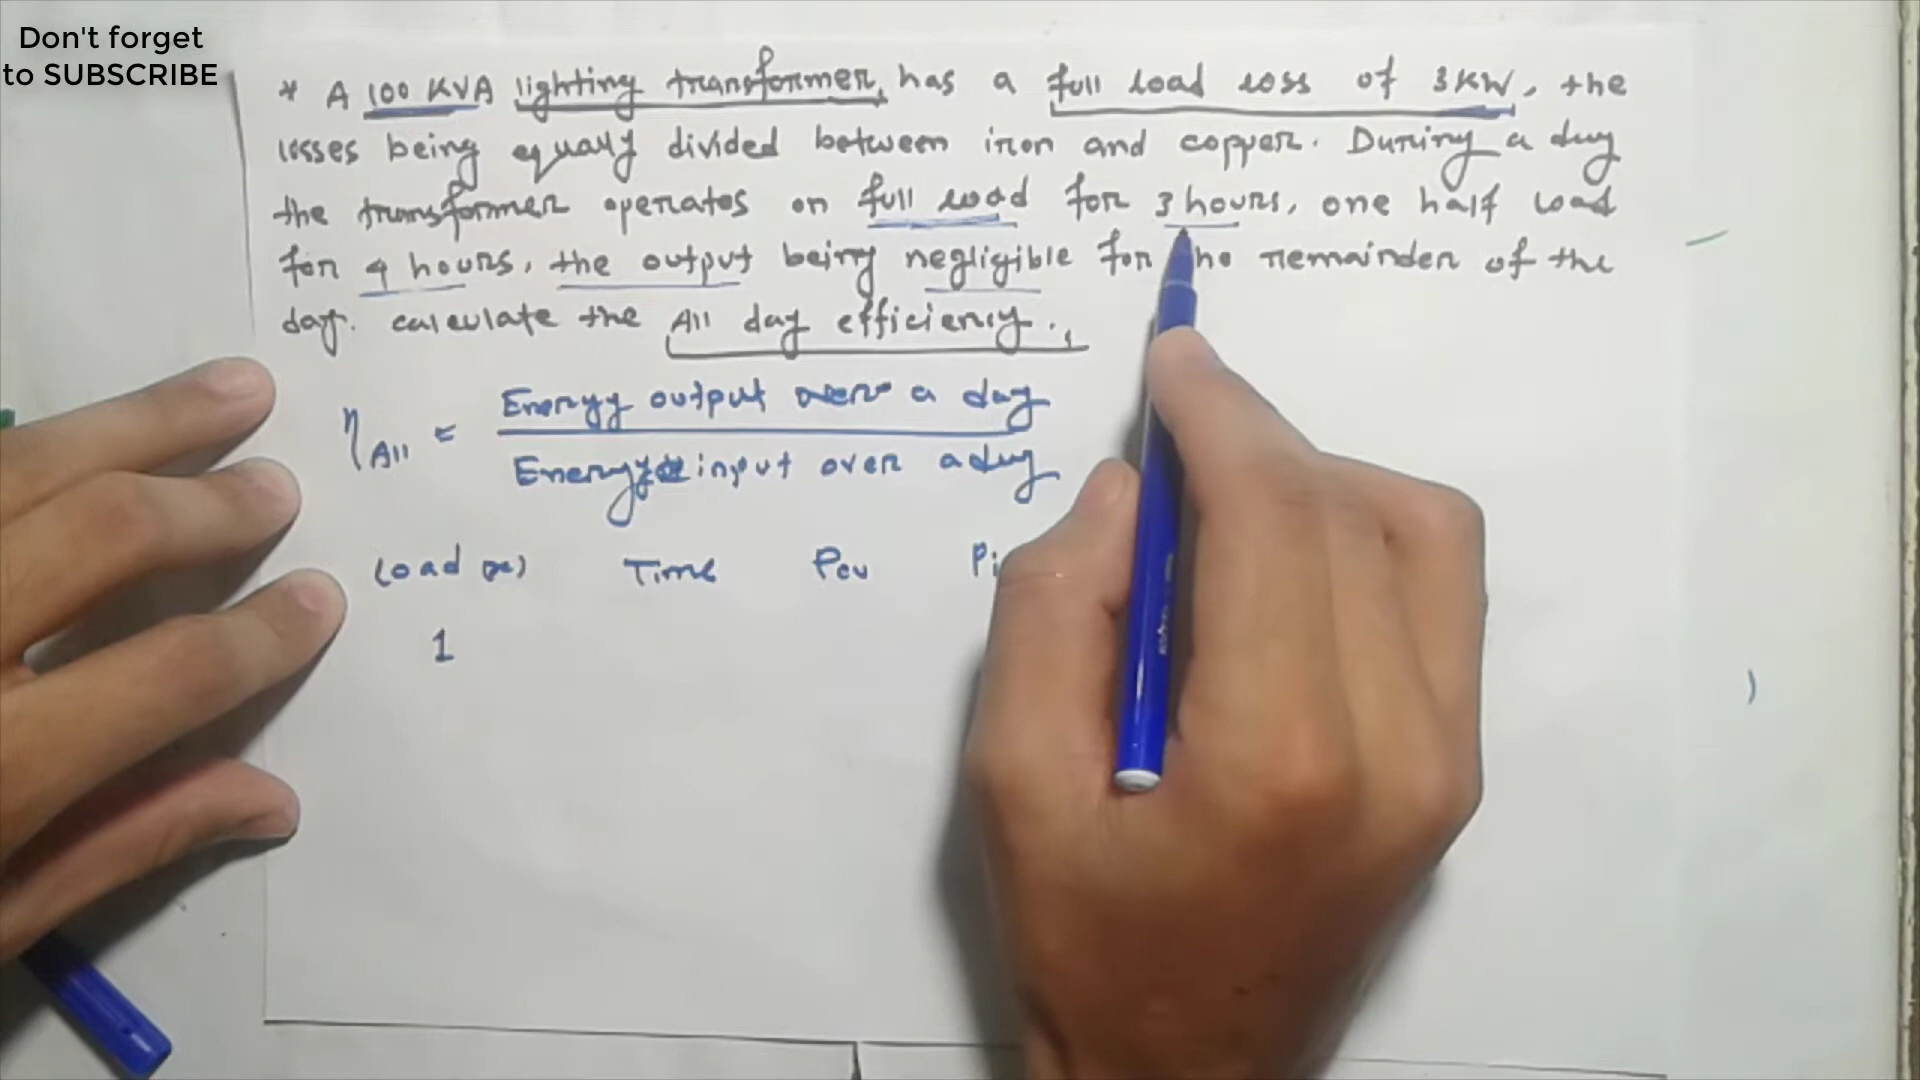 Don't forget
to SUBSCRIBE
* A 100 KVA lighting transformer, has a full load loss of 3KW, the
losses being equally divided between iron and copper. During a day
the transformer operates on full load for 3 hours, one half load
for 4 hours, the output being negligible for the remainder of the
day. calculate the All day efficiency.
η All = Energy output over a day
Energy input over a day
Load (x) Time Pcu Pi
1